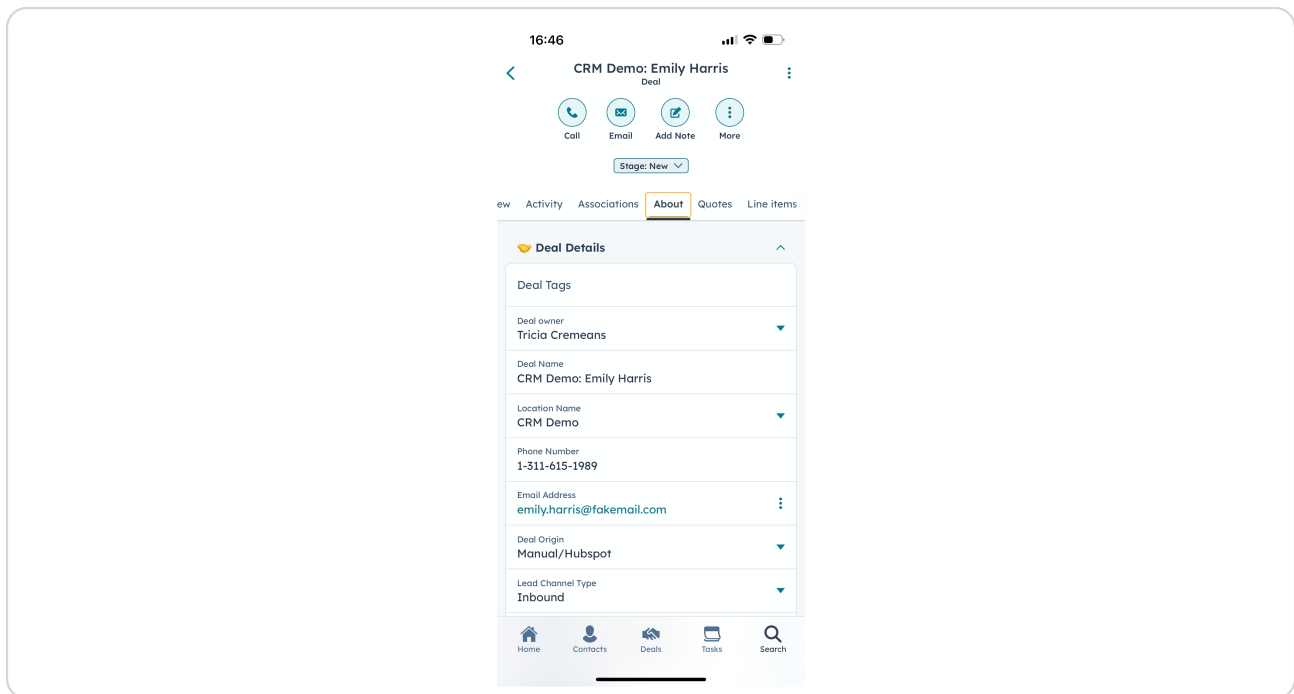 16:46
CRM Demo: Emily Harris
Deal
Call Email Add Note More
Stage: New
ew Activity Associations About Quotes Line items
Deal Details
Deal Tags
Deal owner
Tricia Cremeans
Deal Name
CRM Demo: Emily Harris
Location Name
CRM Demo
Phone Number
1-311-615-1989
Email Address
emily.harris@fakemail.com
Deal Origin
Manual/Hubspot
Lead Channel Type
Inbound
Home Contacts Deals Tasks Search